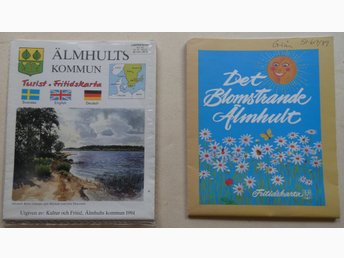 ÄLMHULTS
KOMMUN
Turist - Fritidskarta
Svenska English Deutsch
Utgiven av: Kultur och Fritid, Älmhults kommun 1994
Det
Blomstrande
Älmhult
Fritidskarta